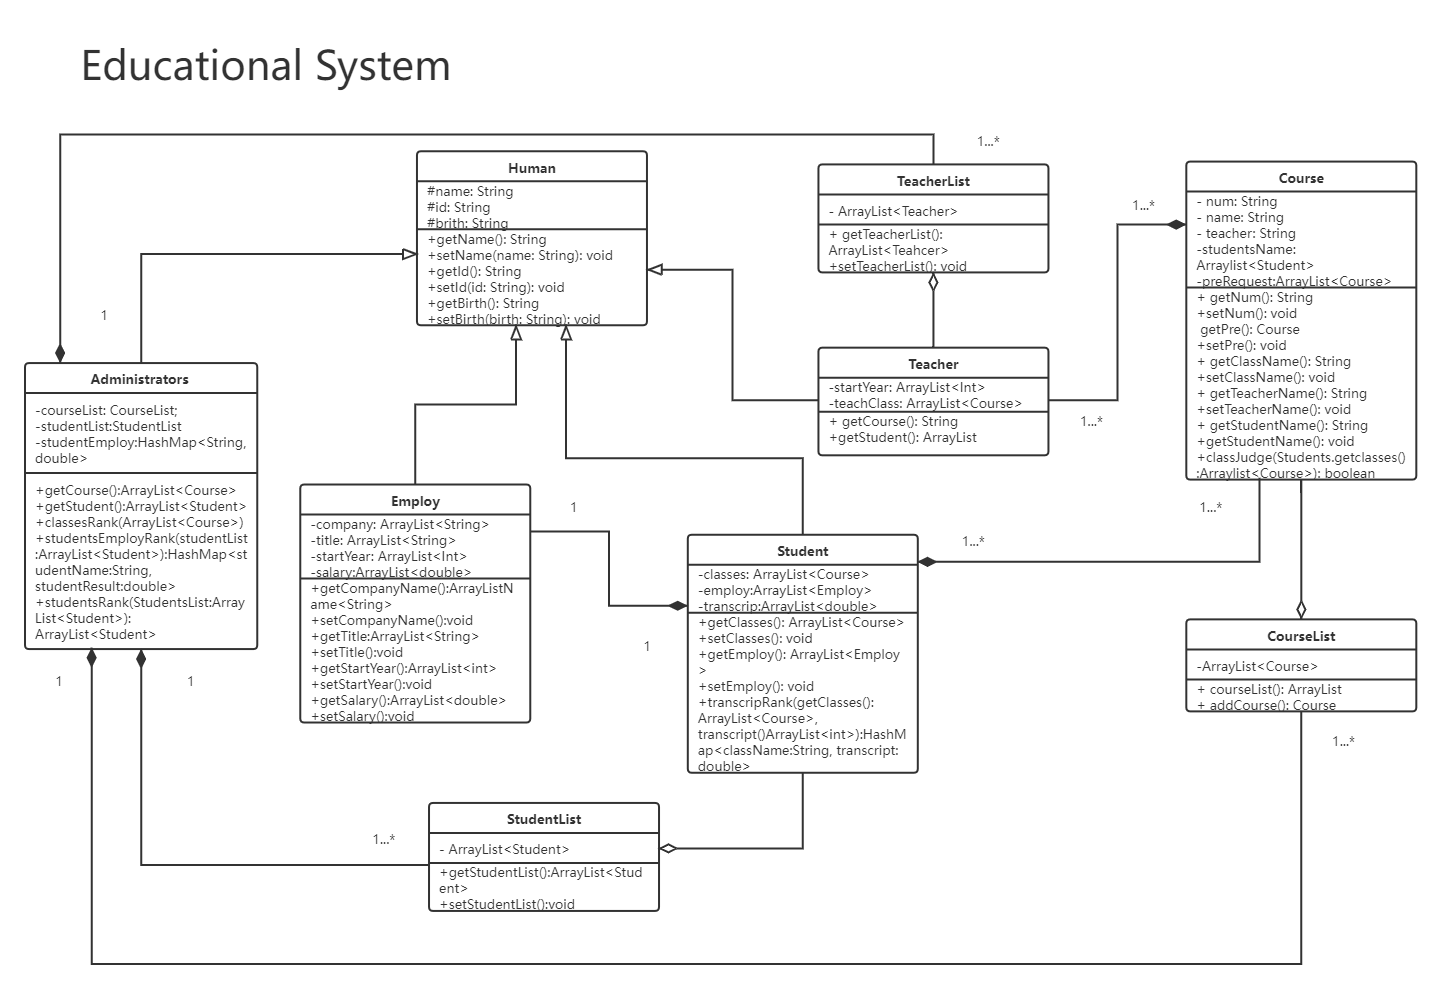 Educational System
1...*
Human
#name: String
#id: String
#brith: String
+getName(): String
+setName(name: String): void
+getId(): String
+setId(id: String): void
+getBirth(): String
+setBirth(birth: String): void
TeacherList
- ArrayList<Teacher>
+ getTeacherList():
ArrayList<Teahcer>
+setTeacherList(): void
1...*
Course
- num: String
- name: String
- teacher: String
-studentsName:
Arraylist<Student>
-preRequest:ArrayList<Course>
+ getNum(): String
+setNum(): void
getPre(): Course
+setPre(): void
+ getClassName(): String
+setClassName(): void
+ getTeacherName(): String
+setTeacherName(): void
+ getStudentName(): String
+getStudentName(): void
+classJudge(Students.getclasses()
:Arraylist<Course>): boolean
1
Administrators
-courseList: CourseList;
-studentList:StudentList
-studentEmploy:HashMap<String,
double>
+getCourse():ArrayList<Course>
+getStudent():ArrayList<Student>
+classesRank(ArrayList<Course>)
+studentsEmployRank(studentList
:ArrayList<Student>):HashMap<st
udentName:String,
studentResult:double>
+studentsRank(StudentsList:Array
List<Student>):
ArrayList<Student>
Teacher
-startYear: ArrayList<Int>
-teachClass: ArrayList<Course>
+ getCourse(): String
+getStudent(): ArrayList
1...*
Employ
-company: ArrayList<String>
-title: ArrayList<String>
-startYear: ArrayList<Int>
-salary:ArrayList<double>
+getCompanyName():ArrayListN
ame<String>
+setCompanyName():void
+getTitle:ArrayList<String>
+setTitle():void
+getStartYear():ArrayList<int>
+setStartYear():void
+getSalary():ArrayList<double>
+setSalary():void
1
1
Student
-classes: ArrayList<Course>
-employ:ArrayList<Employ>
-transcrip:ArrayList<double>
+getClasses(): ArrayList<Course>
+setClasses(): void
+getEmploy(): ArrayList<Employ
>
+setEmploy(): void
+transcripRank(getClasses():
ArrayList<Course>,
transcript()ArrayList<int>):HashM
ap<className:String, transcript:
double>
1...*
1...*
CourseList
-ArrayList<Course>
+ courseList(): ArrayList
+ addCourse(): Course
1...*
1
1
1...*
StudentList
- ArrayList<Student>
+getStudentList():ArrayList<Stud
ent>
+setStudentList():void